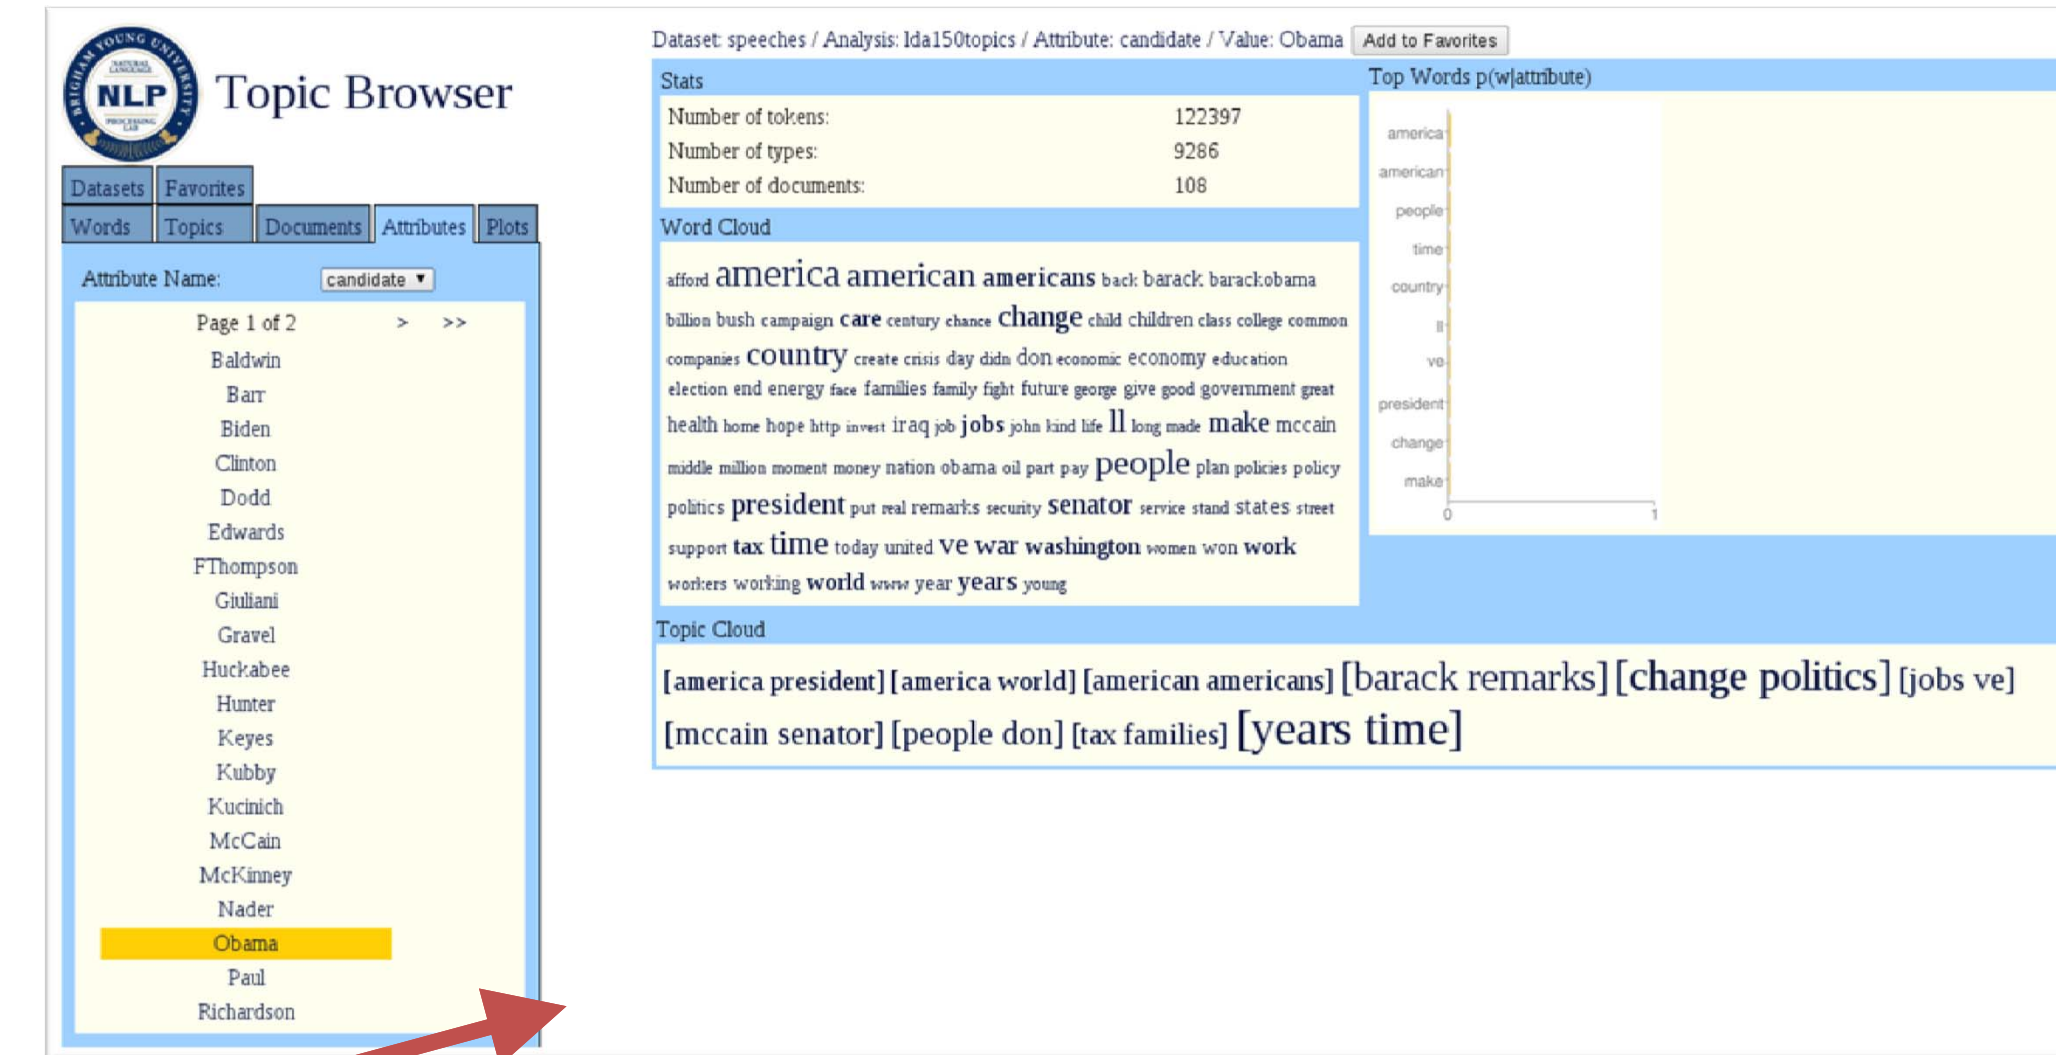 BRIGHAM YOUNG UNIVERSITY
NATURAL
LANGUAGE
NLP
PROCESSING
LAB
Topic Browser
Datasets Favorites
Words Topics Documents Attributes Plots
Attribute Name: candidate ▼
Page 1 of 2 > >>
Baldwin
Barr
Biden
Clinton
Dodd
Edwards
FThompson
Giuliani
Gravel
Huckabee
Hunter
Keyes
Kubby
Kucinich
McCain
McKinney
Nader
Obama
Paul
Richardson
Dataset: speeches / Analysis: lda150topics / Attribute: candidate / Value: Obama Add to Favorites
Stats
Number of tokens: 122397
Number of types: 9286
Number of documents: 108
Word Cloud
afford america american americans back barack barackobama
billion bush campaign care century chance change child children class college common
companies country create crisis day didn don economic economy education
election end energy face families family fight future george give good government great
health home hope http invest iraq job jobs john kind life ll long made make mccain
middle million moment money nation obama oil part pay people plan policies policy
politics president put real remarks security senator service stand states street
support tax time today united ve war washington women won work
workers working world www year years young
Top Words p(w|attribute)
america
american
people
time
country
ll
ve
president
change
make
0 1
Topic Cloud
[america president] [america world] [american americans] [barack remarks] [change politics] [jobs ve]
[mccain senator] [people don] [tax families] [years time]